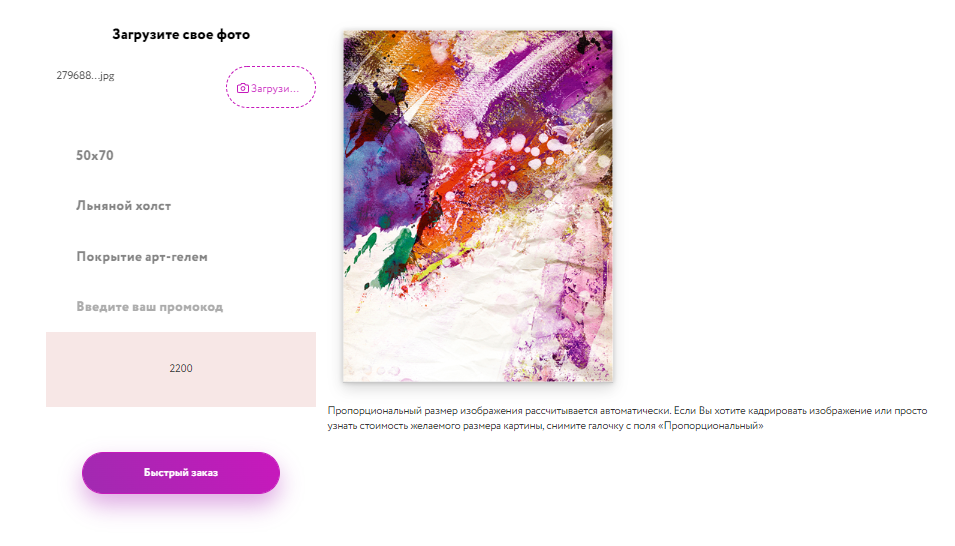 Загрузите свое фото
279688...jpg
Загрузи...
50x70
Льняной холст
Покрытие арт-гелем
Введите ваш промокод
2200
Быстрый заказ
Пропорциональный размер изображения рассчитывается автоматически. Если Вы хотите кадрировать изображение или просто
узнать стоимость желаемого размера картины, снимите галочку с поля «Пропорциональный»